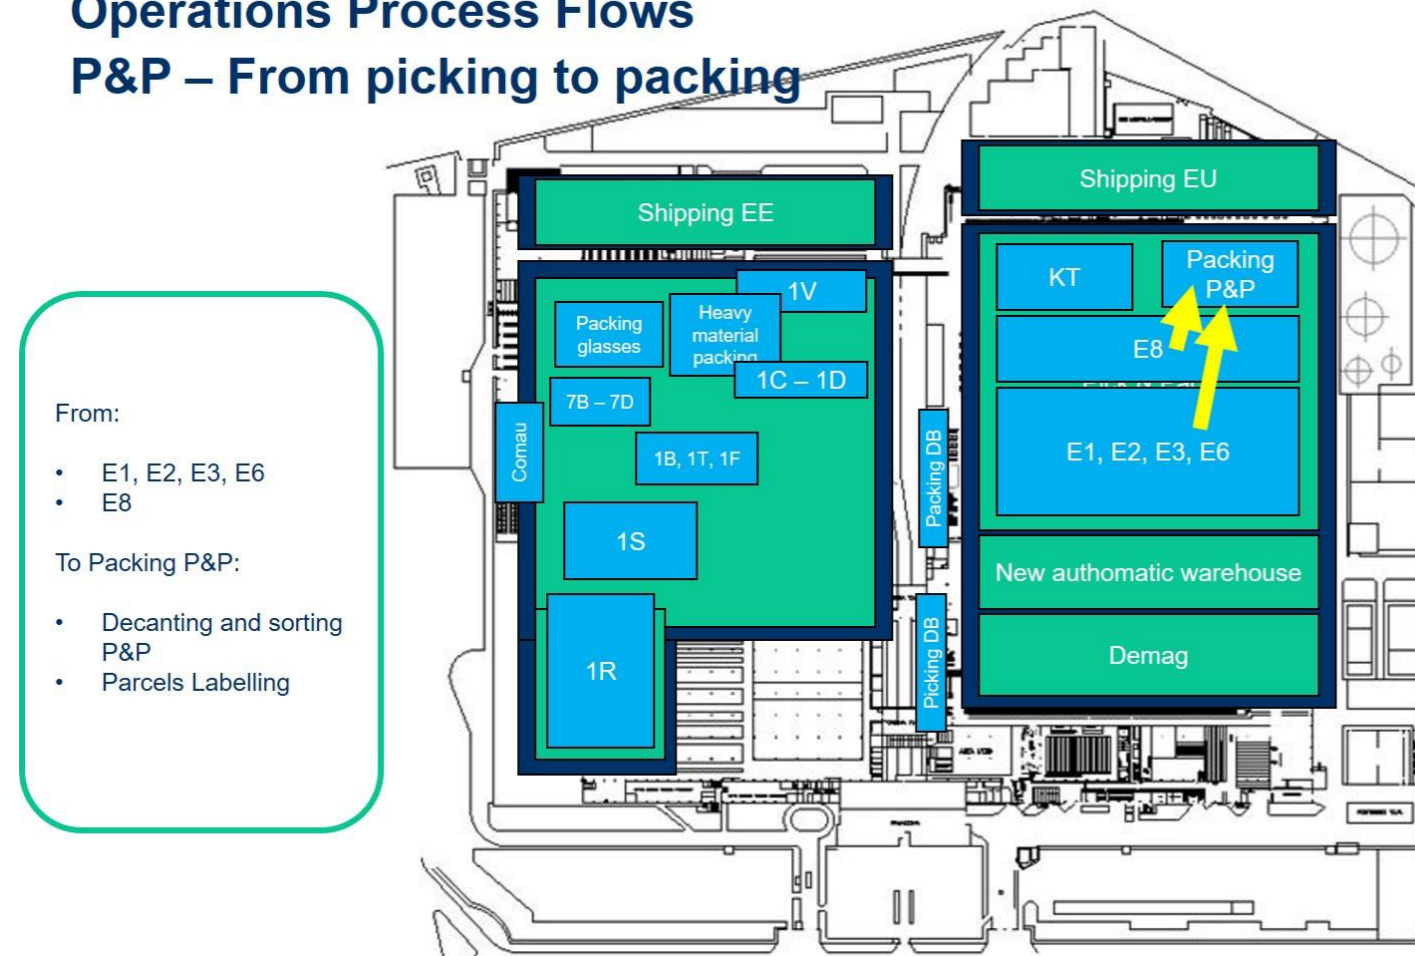 Operations Process Flows
P&P – From picking to packing
From:
• E1, E2, E3, E6
• E8
To Packing P&P:
• Decanting and sorting
P&P
• Parcels Labelling
Shipping EE
1V
Packing
glasses
Heavy
material
packing
1C – 1D
7B – 7D
Comau
1B, 1T, 1F
1S
1R
Packing DB
Picking DB
Shipping EU
KT
Packing
P&P
E8
E1, E2, E3, E6
New authomatic warehouse
Demag